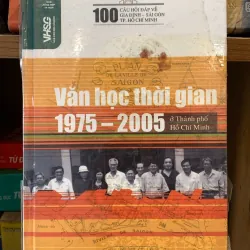 VHSG
100 CÂU HỎI ĐÁP VỀ
GIA ĐỊNH - SÀI GÒN
TP. HỒ CHÍ MINH
Văn học thời gian
1975 – 2005
ở Thành phố
Hồ Chí Minh